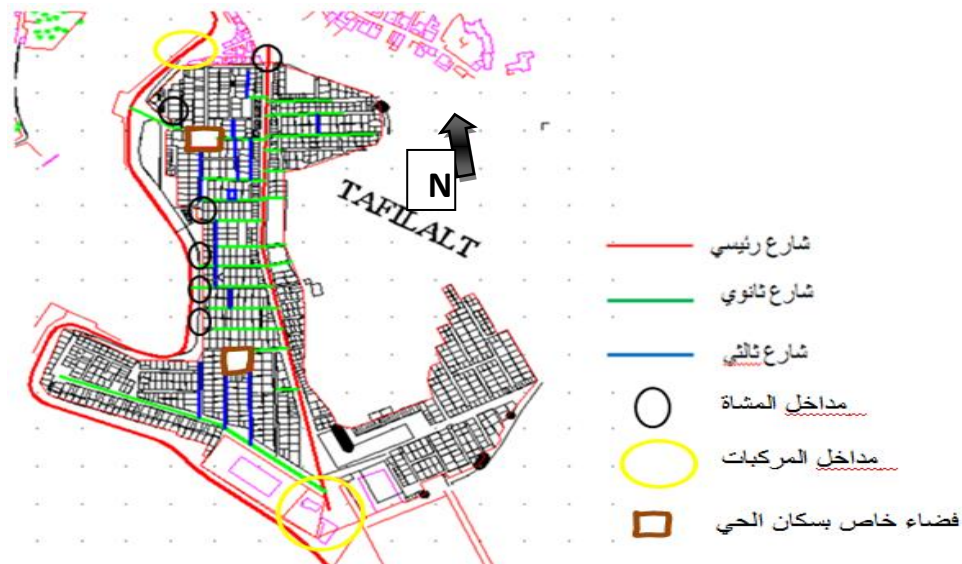 N
TAFILALT
شارع رئيسي
شارع ثانوي
شارع ثالثي
مداخل المشاة
مداخل المركبات
فضاء خاص بسكان الحي